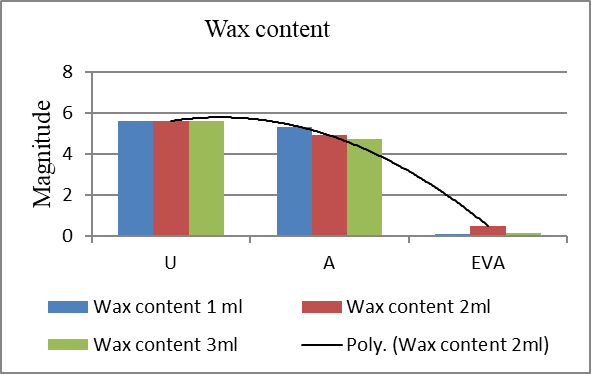 Wax content
Magnitude
8
6
4
2
0
U A EVA
Wax content 1 ml Wax content 2ml
Wax content 3ml Poly. (Wax content 2ml)